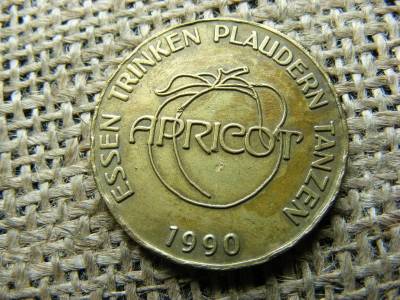 ESSEN TRINKEN PLAUDERN TANZEN
APRICOT
1990